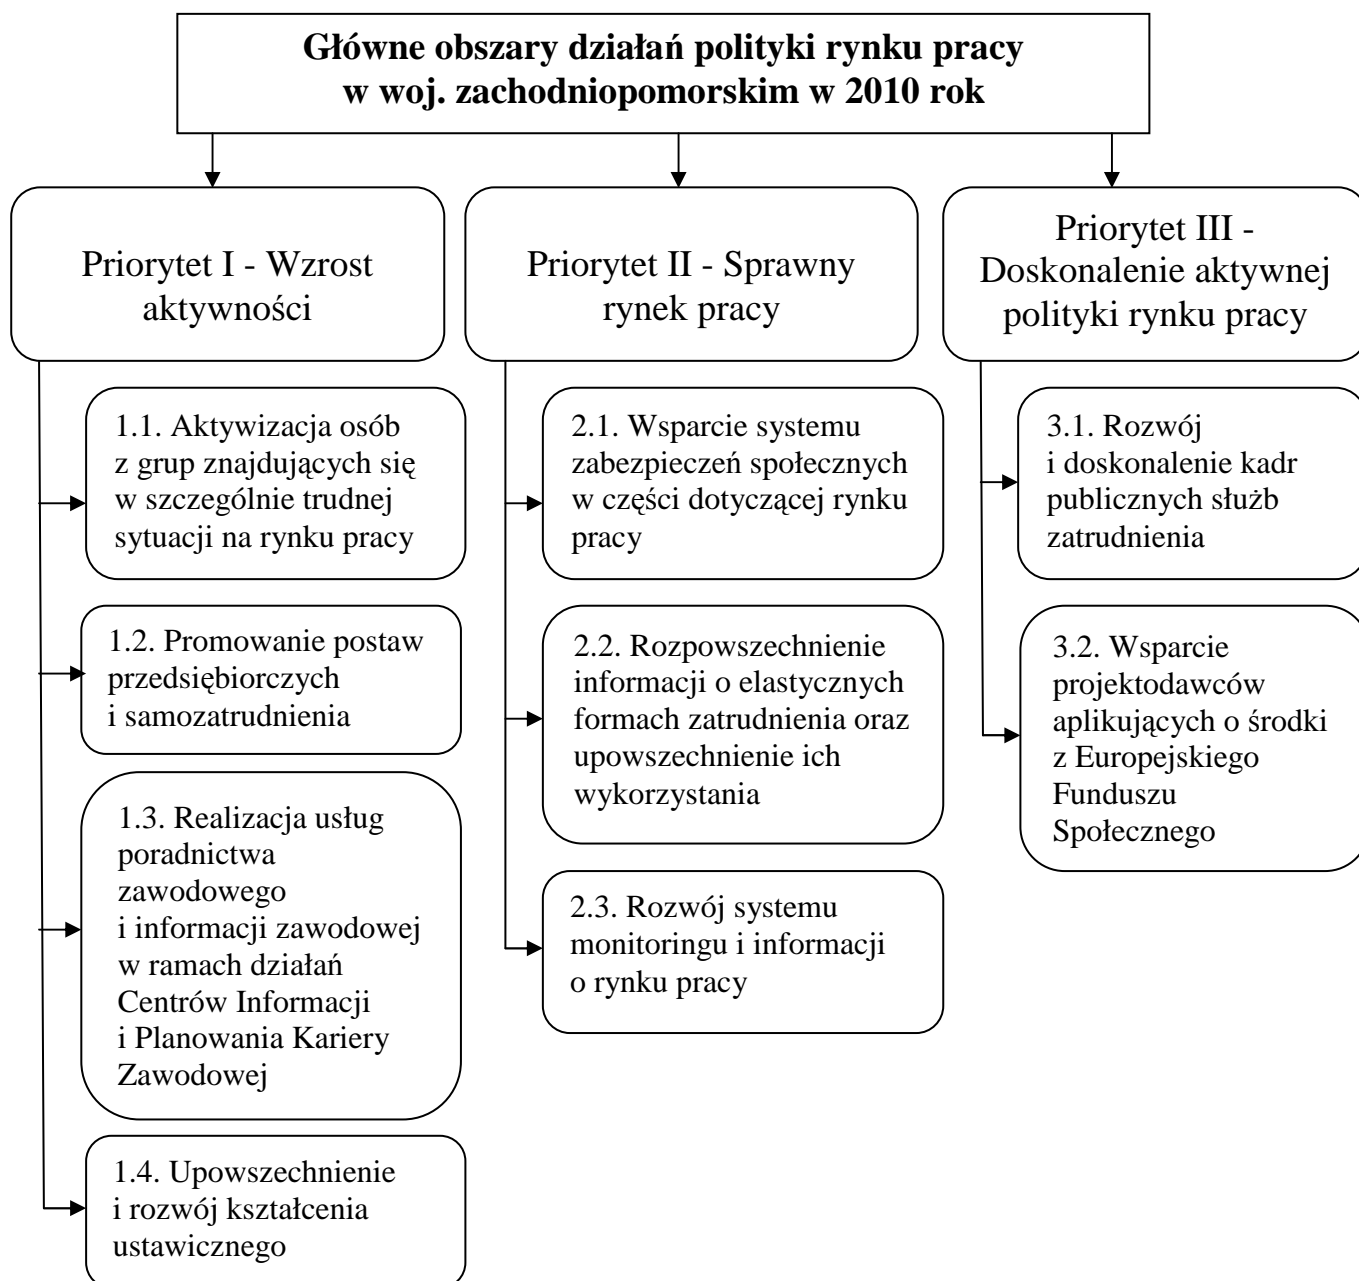 Główne obszary działań polityki rynku pracy
w woj. zachodniopomorskim w 2010 rok
Priorytet I - Wzrost
aktywności
1.1. Aktywizacja osób
z grup znajdujących się
w szczególnie trudnej
sytuacji na rynku pracy
1.2. Promowanie postaw
przedsiębiorczych
i samozatrudnienia
1.3. Realizacja usług
poradnictwa
zawodowego
i informacji zawodowej
w ramach działań
Centrów Informacji
i Planowania Kariery
Zawodowej
1.4. Upowszechnienie
i rozwój kształcenia
ustawicznego
Priorytet II - Sprawny
rynek pracy
2.1. Wsparcie systemu
zabezpieczeń społecznych
w części dotyczącej rynku
pracy
2.2. Rozpowszechnienie
informacji o elastycznych
formach zatrudnienia oraz
upowszechnienie ich
wykorzystania
2.3. Rozwój systemu
monitoringu i informacji
o rynku pracy
Priorytet III -
Doskonalenie aktywnej
polityki rynku pracy
3.1. Rozwój
i doskonalenie kadr
publicznych służb
zatrudnienia
3.2. Wsparcie
projektodawców
aplikujących o środki
z Europejskiego
Funduszu
Społecznego